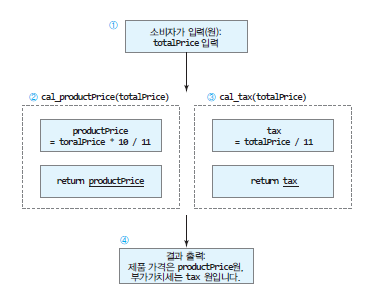 ①
소비자가 입력(원):
totalPrice 입력
② cal_productPrice(totalPrice)
productPrice
= toralPrice * 10 / 11
return productPrice
③ cal_tax(totalPrice)
tax
= totalPrice / 11
return tax
④
결과 출력:
제품 가격은 productPrice원,
부가가치세는 tax 원입니다.